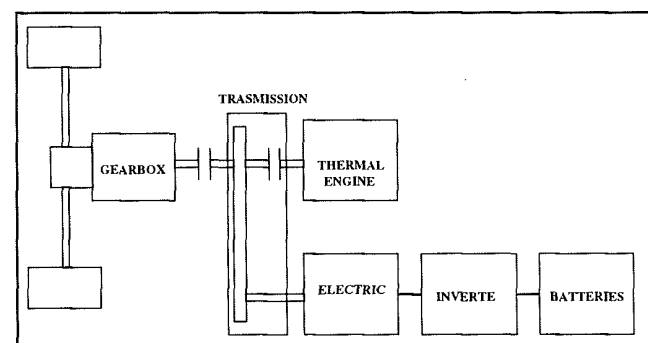 TRASMISSION
GEARBOX
THERMAL
ENGINE
ELECTRIC
INVERTE
BATTERIES